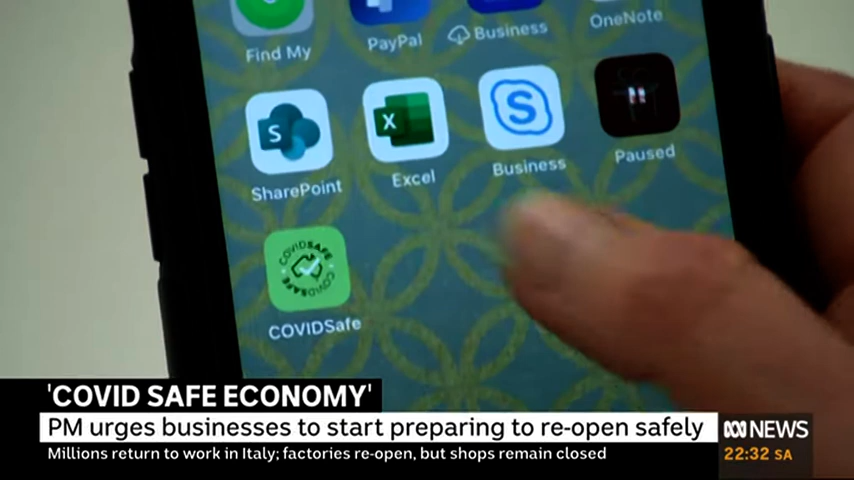 Find My
PayPal
Business
OneNote
S
SharePoint
X
Excel
S
Business
Paused
COVIDSAFE
COVIDSAFE
COVIDSafe
'COVID SAFE ECONOMY'
PM urges businesses to start preparing to re-open safely
Millions return to work in Italy; factories re-open, but shops remain closed
NEWS
22:32 SA